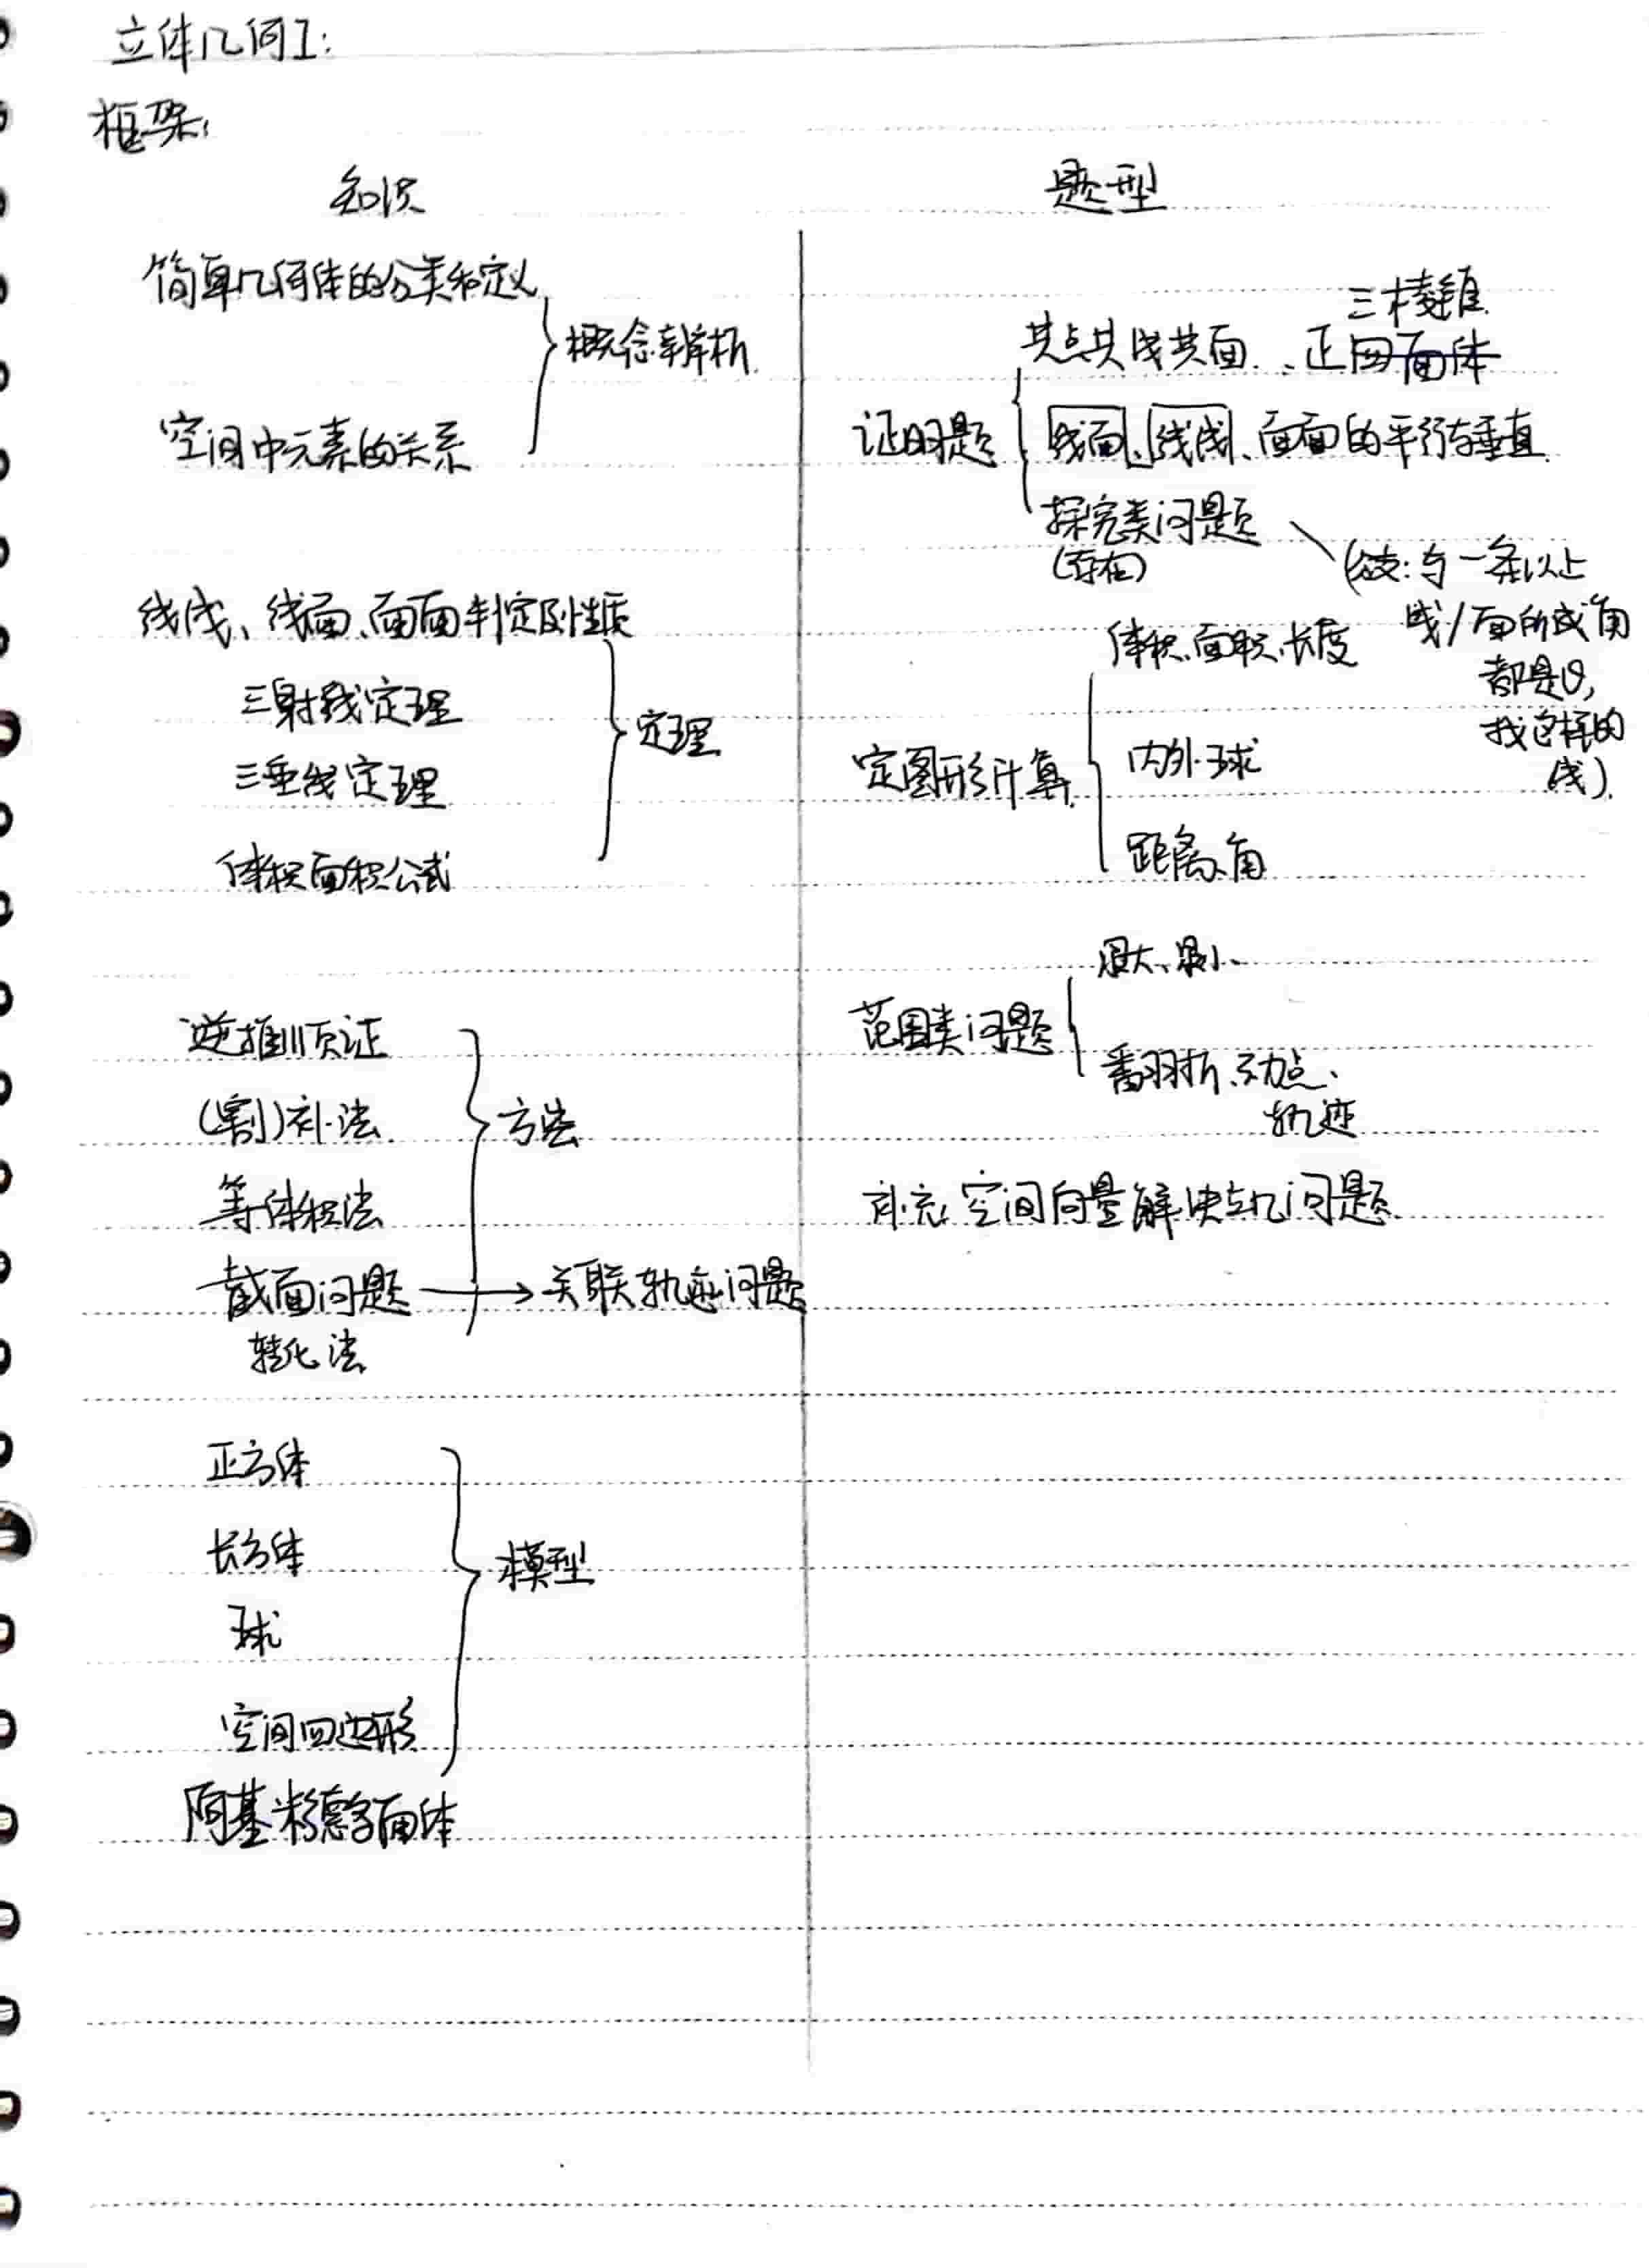 立体几何I:
框架:
知识
简单几何体的分类和定义
概念辨析
空间中元素的关系
线线、线面、面面判定及性质
三射线定理
定理
三垂线定理
体积面积公式
逆推顺证
(割)补法
方法
等体积法
截面问题 → 关联轨迹问题
转化法
正方体
长方体
模型
球
空间四边形
阿基米德多面体
题型
三棱锥
共点共线共面、正四面体
证明题
线面、线线、面面的平行与垂直
探究类问题
(存在)
与一条以上
线/面所成角
都是θ,
找这样的
线).
体积、面积、长度
定图形计算
内外球
距离、角
最大、最小、
范围类问题
翻折、动点、
轨迹
补充: 空间向量解决立几问题